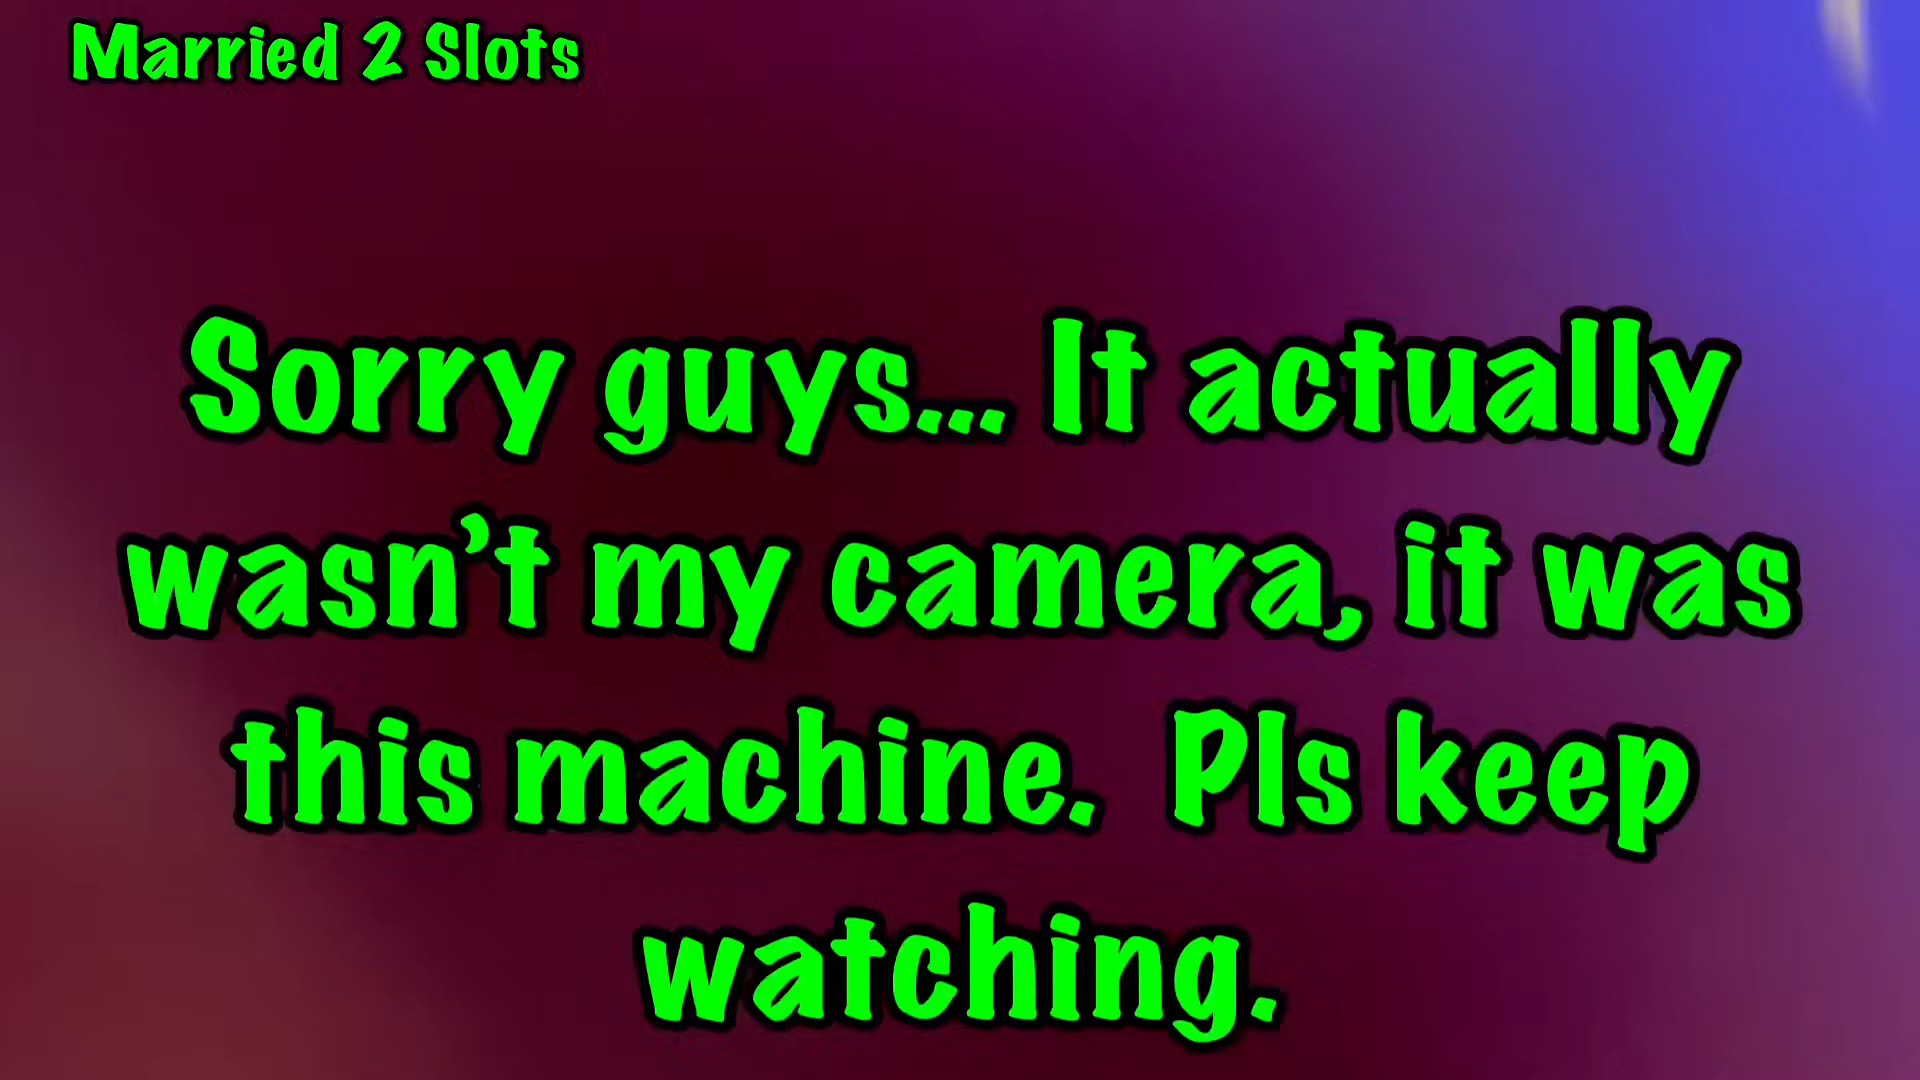 Married 2 Slots
Sorry guys... It actually
wasn’t my camera, it was
this machine.  Pls keep
watching.